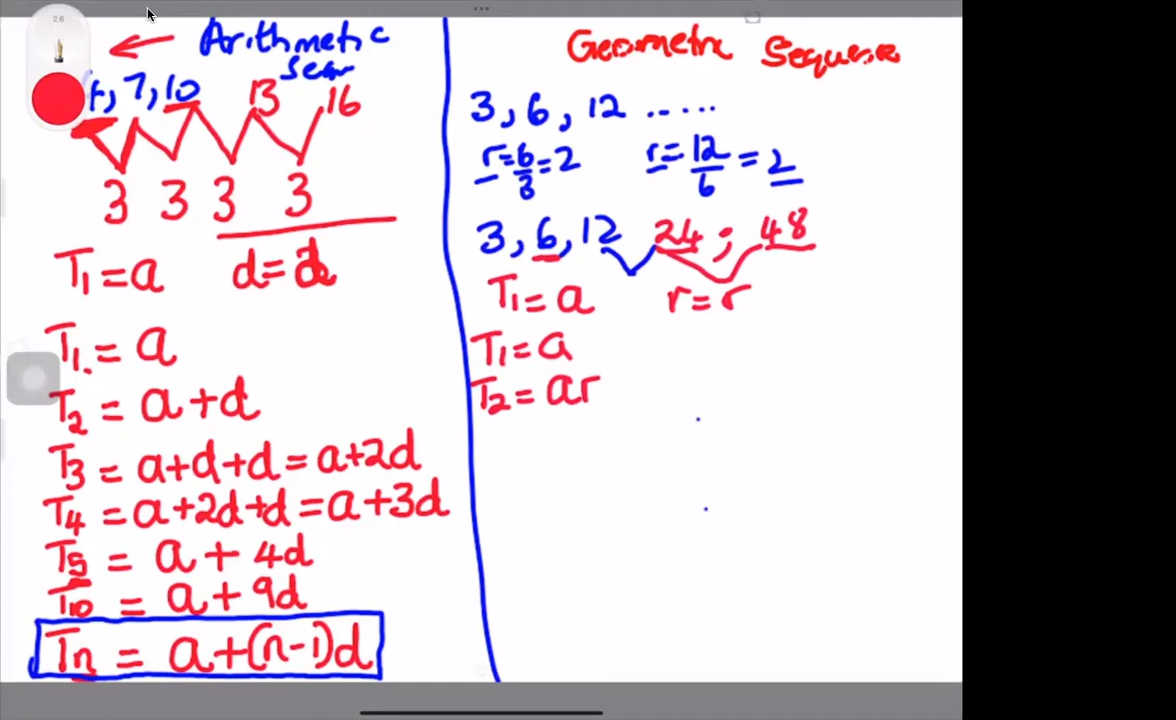 2.6
Arithmetic
7, 10 13 16
3 3 3 3
T1 = a d = d
T1. = a
T2 = a + d
T3 = a+d+d = a+2d
T4 = a+2d+d = a+3d
T5 = a + 4d
T10 = a + 9d
Tn = a+(n-1)d
Geometric Sequence
3, 6, 12 .....
r = 6/3 = 2 r = 12/6 = 2
3, 6, 12 24 ; 48
T1 = a r = r
T1 = a
T2 = ar